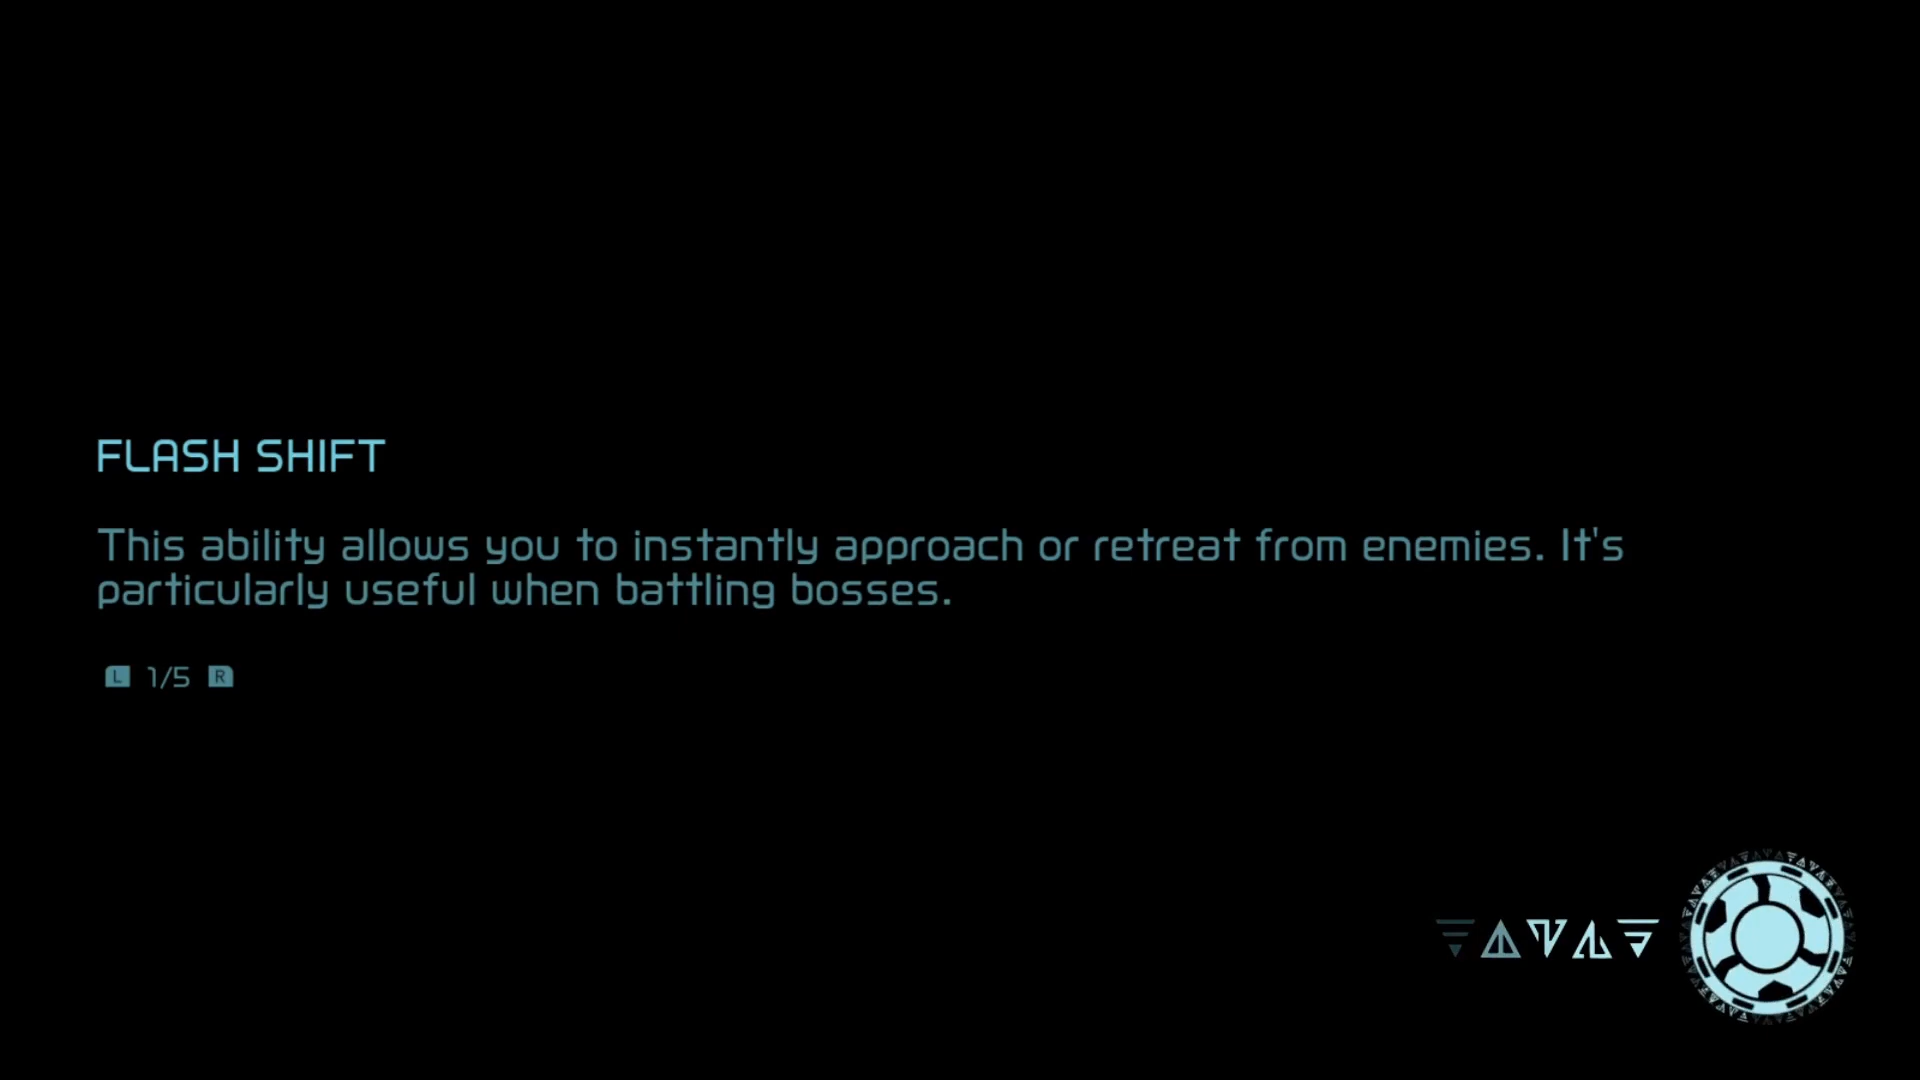 FLASH SHIFT
This ability allows you to instantly approach or retreat from enemies. It's
particularly useful when battling bosses.
L 1/5 R